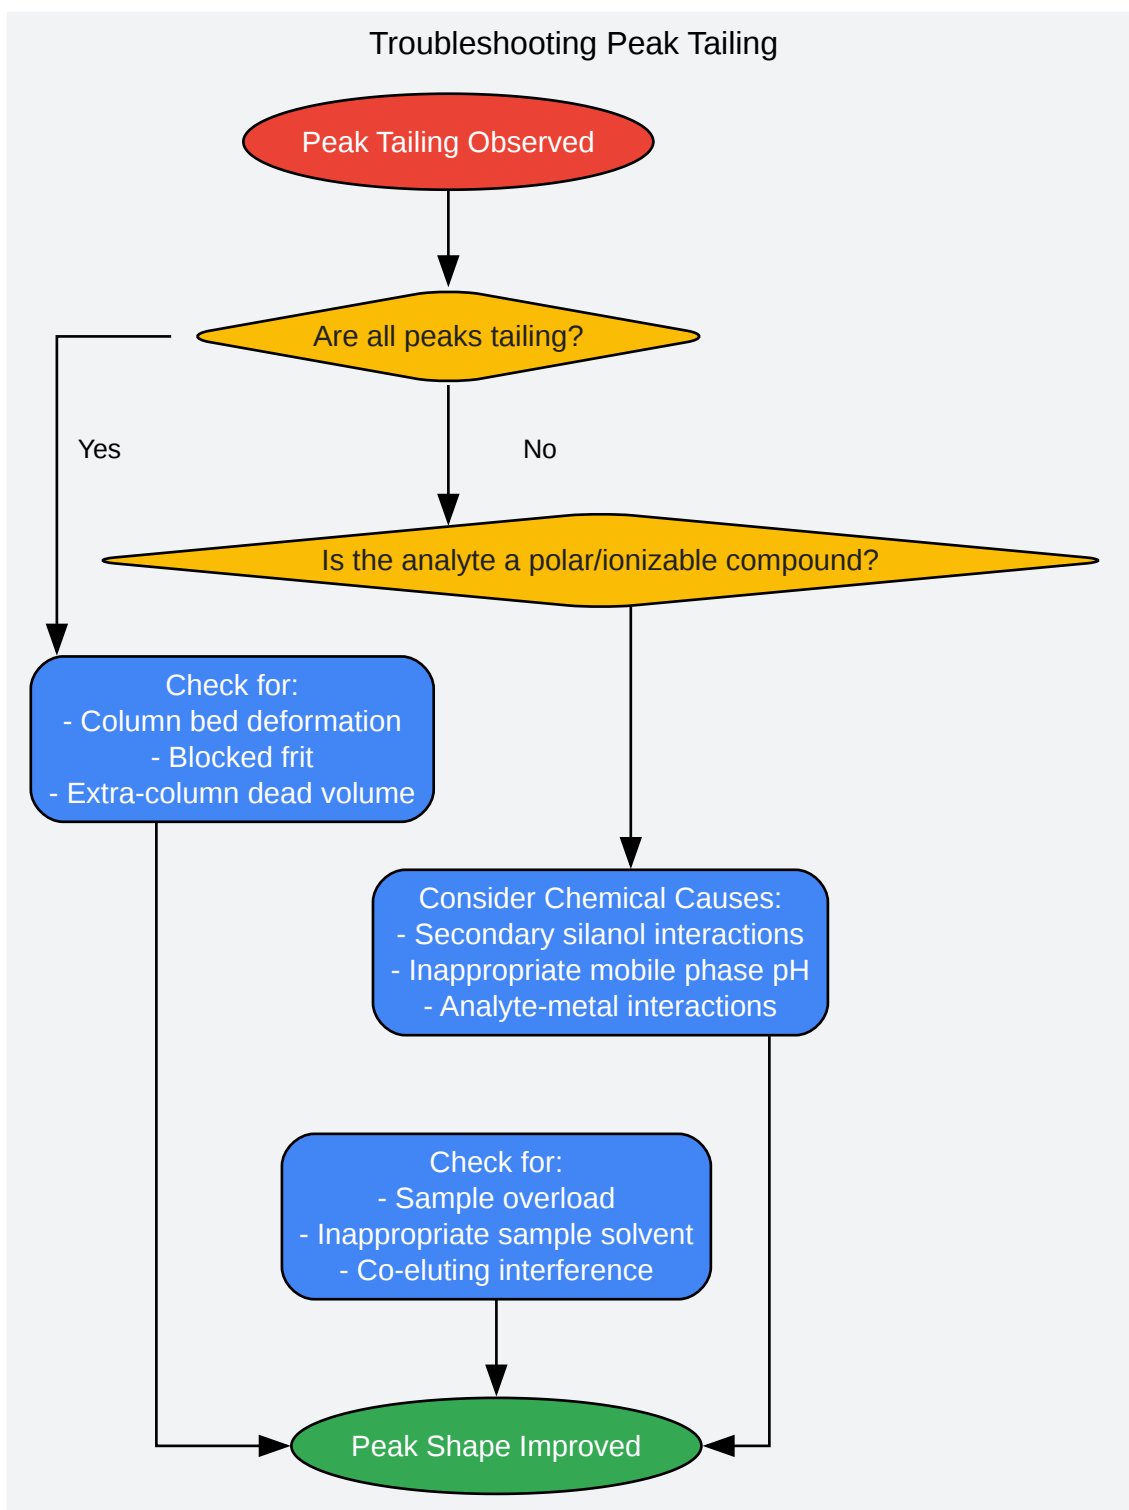 Troubleshooting Peak Tailing
Peak Tailing Observed
Are all peaks tailing?
Yes
No
Is the analyte a polar/ionizable compound?
Check for:
- Column bed deformation
- Blocked frit
- Extra-column dead volume
Consider Chemical Causes:
- Secondary silanol interactions
- Inappropriate mobile phase pH
- Analyte-metal interactions
Check for:
- Sample overload
- Inappropriate sample solvent
- Co-eluting interference
Peak Shape Improved